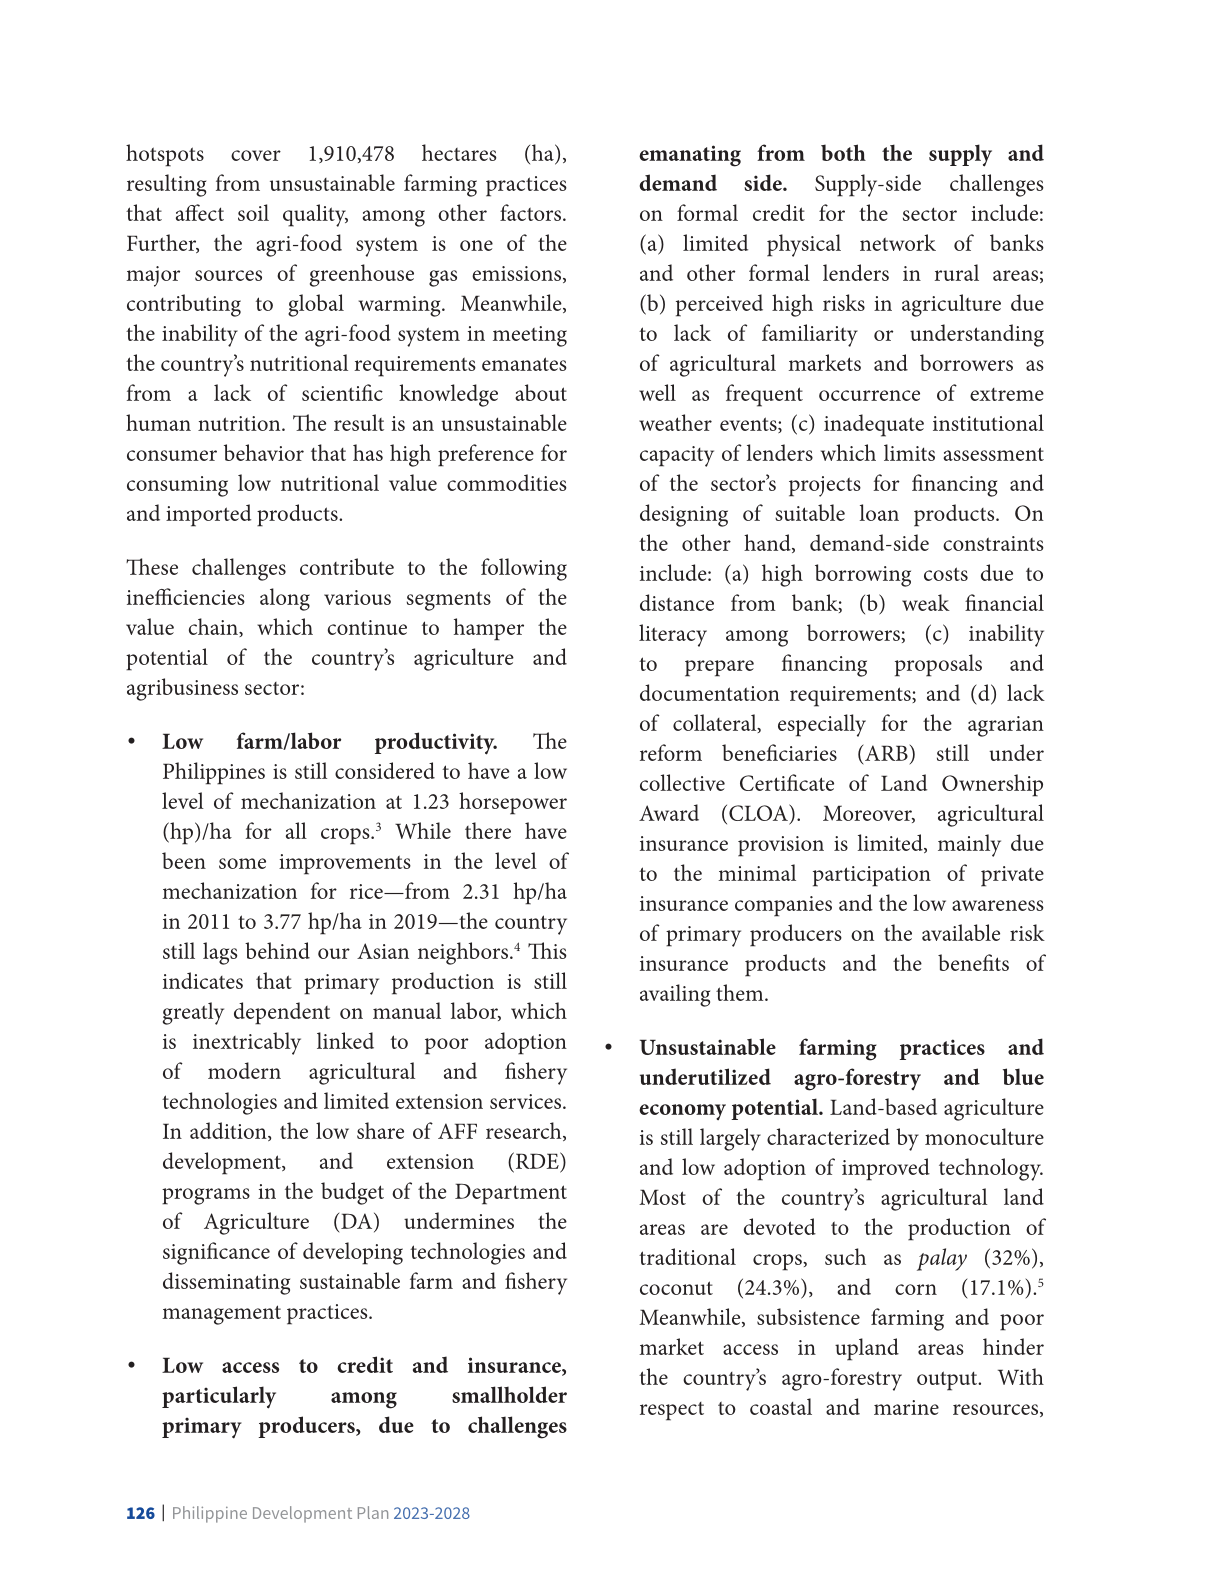 hotspots cover 1,910,478 hectares (ha),
resulting from unsustainable farming practices
that affect soil quality, among other factors.
Further, the agri-food system is one of the
major sources of greenhouse gas emissions,
contributing to global warming. Meanwhile,
the inability of the agri-food system in meeting
the country's nutritional requirements emanates
from a lack of scientific knowledge about
human nutrition. The result is an unsustainable
consumer behavior that has high preference for
consuming low nutritional value commodities
and imported products.
These challenges contribute to the following
inefficiencies along various segments of the
value chain, which continue to hamper the
potential of the country's agriculture and
agribusiness sector:
• Low farm/labor productivity. The
Philippines is still considered to have a low
level of mechanization at 1.23 horsepower
(hp)/ha for all crops.³ While there have
been some improvements in the level of
mechanization for rice—from 2.31 hp/ha
in 2011 to 3.77 hp/ha in 2019—the country
still lags behind our Asian neighbors.⁴ This
indicates that primary production is still
greatly dependent on manual labor, which
is inextricably linked to poor adoption
of modern agricultural and fishery
technologies and limited extension services.
In addition, the low share of AFF research,
development, and extension (RDE)
programs in the budget of the Department
of Agriculture (DA) undermines the
significance of developing technologies and
disseminating sustainable farm and fishery
management practices.
• Low access to credit and insurance,
particularly among smallholder
primary producers, due to challenges
emanating from both the supply and
demand side. Supply-side challenges
on formal credit for the sector include:
(a) limited physical network of banks
and other formal lenders in rural areas;
(b) perceived high risks in agriculture due
to lack of familiarity or understanding
of agricultural markets and borrowers as
well as frequent occurrence of extreme
weather events; (c) inadequate institutional
capacity of lenders which limits assessment
of the sector's projects for financing and
designing of suitable loan products. On
the other hand, demand-side constraints
include: (a) high borrowing costs due to
distance from bank; (b) weak financial
literacy among borrowers; (c) inability
to prepare financing proposals and
documentation requirements; and (d) lack
of collateral, especially for the agrarian
reform beneficiaries (ARB) still under
collective Certificate of Land Ownership
Award (CLOA). Moreover, agricultural
insurance provision is limited, mainly due
to the minimal participation of private
insurance companies and the low awareness
of primary producers on the available risk
insurance products and the benefits of
availing them.
• Unsustainable farming practices and
underutilized agro-forestry and blue
economy potential. Land-based agriculture
is still largely characterized by monoculture
and low adoption of improved technology.
Most of the country's agricultural land
areas are devoted to the production of
traditional crops, such as palay (32%),
coconut (24.3%), and corn (17.1%).⁵
Meanwhile, subsistence farming and poor
market access in upland areas hinder
the country's agro-forestry output. With
respect to coastal and marine resources,
126 | Philippine Development Plan 2023-2028